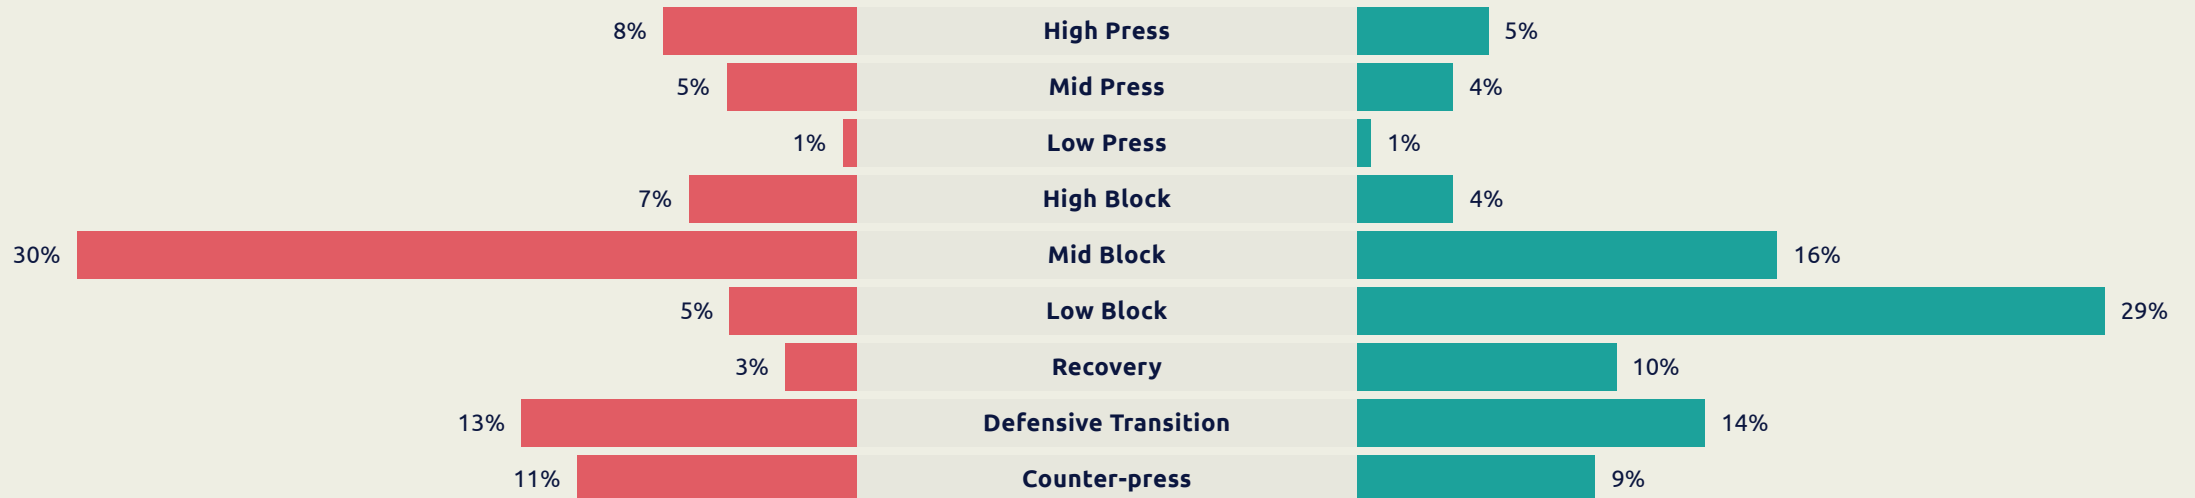 8% High Press 5%
5% Mid Press 4%
1% Low Press 1%
7% High Block 4%
30% Mid Block 16%
5% Low Block 29%
3% Recovery 10%
13% Defensive Transition 14%
11% Counter-press 9%